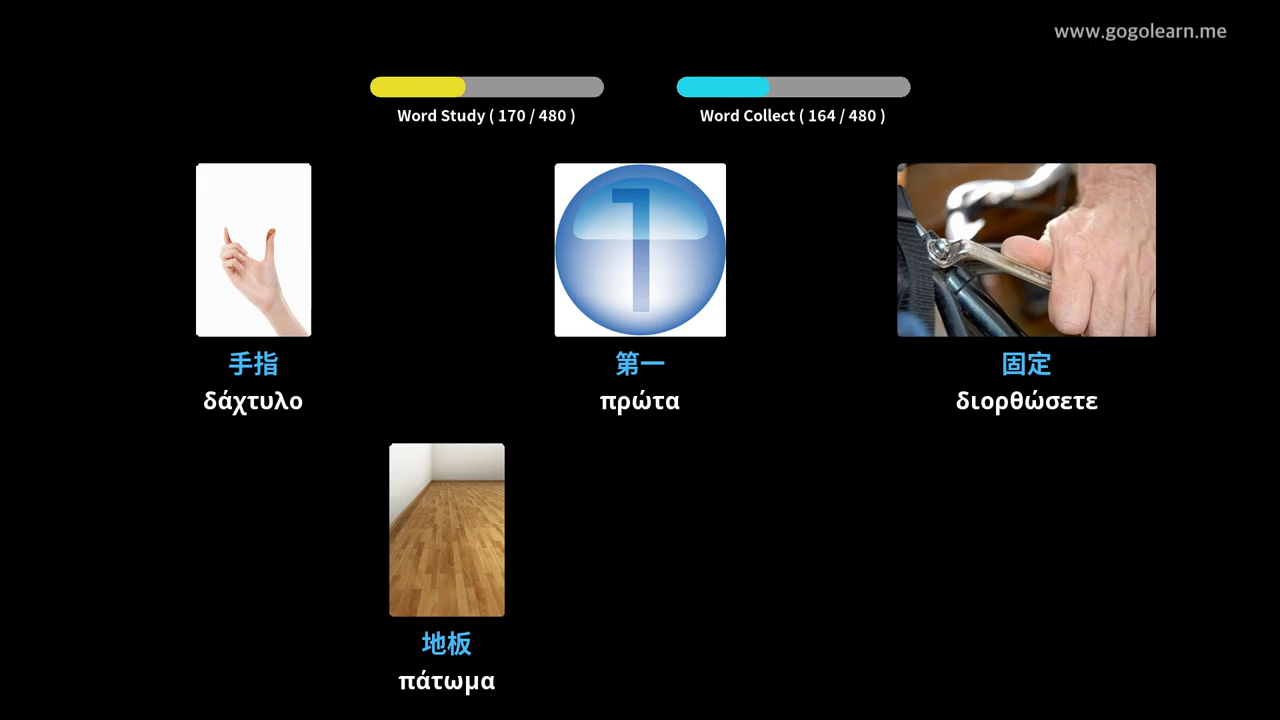 www.gogolearn.me
Word Study ( 170 / 480 )
Word Collect ( 164 / 480 )
1
手指
δάχτυλο
第一
πρώτα
固定
διορθώσετε
地板
πάτωμα